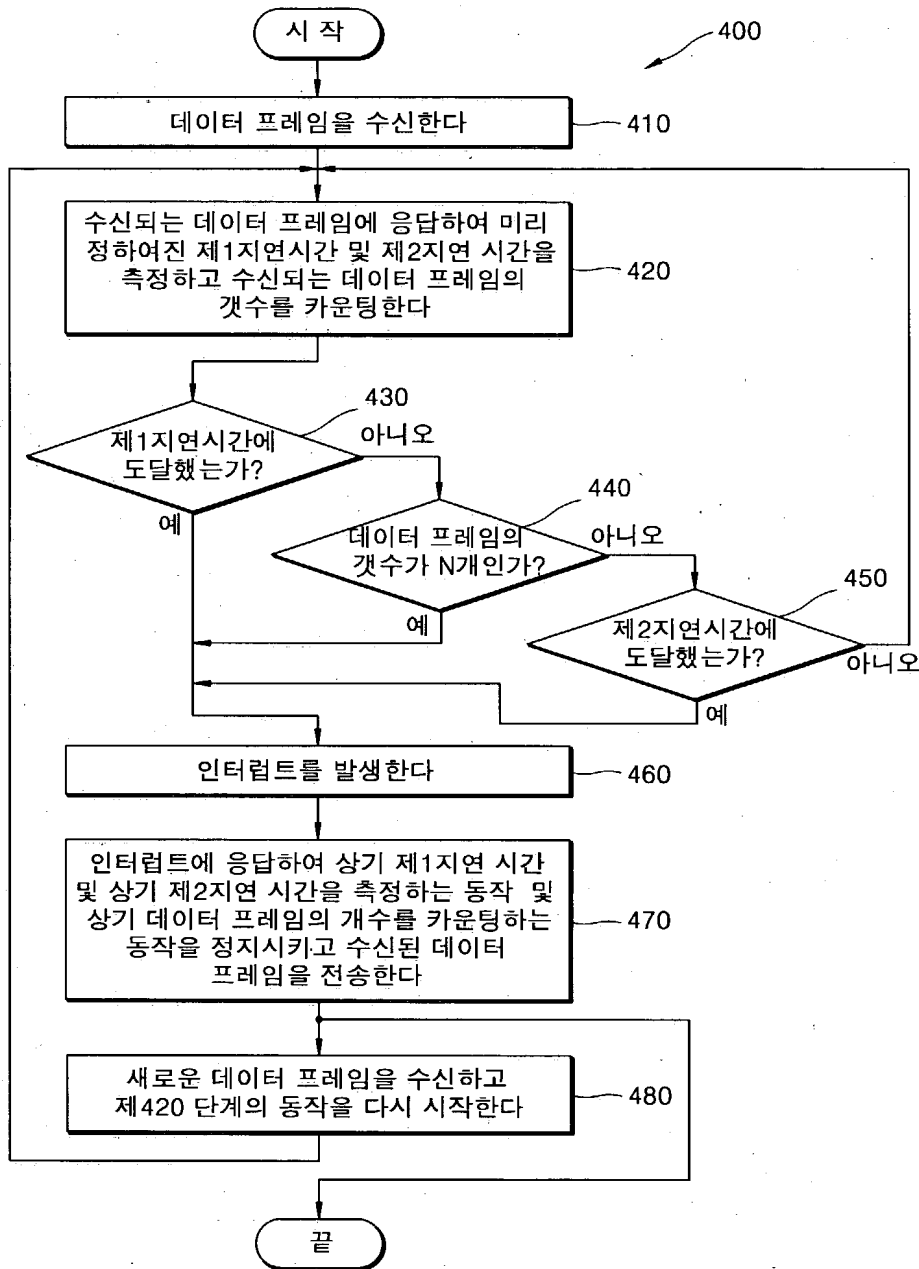 시 작
400
데이터 프레임을 수신한다
410
수신되는 데이터 프레임에 응답하여 미리
정하여진 제1지연시간 및 제2지연 시간을
측정하고 수신되는 데이터 프레임의
갯수를 카운팅한다
420
430
제1지연시간에
도달했는가?
아니오
예
440
데이터 프레임의
갯수가 N개인가?
아니오
예
450
제2지연시간에
도달했는가?
아니오
예
인터럽트를 발생한다
460
인터럽트에 응답하여 상기 제1지연 시간
및 상기 제2지연 시간을 측정하는 동작 및
상기 데이터 프레임의 개수를 카운팅하는
동작을 정지시키고 수신된 데이터
프레임을 전송한다
470
새로운 데이터 프레임을 수신하고
제420 단계의 동작을 다시 시작한다
480
끝